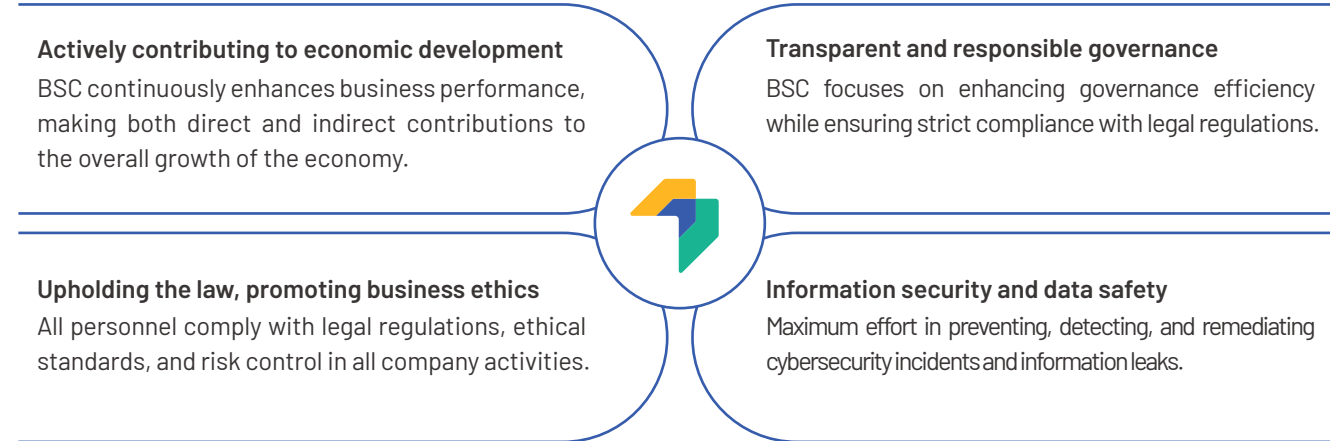 Actively contributing to economic development
BSC continuously enhances business performance,
making both direct and indirect contributions to
the overall growth of the economy.
Transparent and responsible governance
BSC focuses on enhancing governance efficiency
while ensuring strict compliance with legal regulations.
Upholding the law, promoting business ethics
All personnel comply with legal regulations, ethical
standards, and risk control in all company activities.
Information security and data safety
Maximum effort in preventing, detecting, and remediating
cybersecurity incidents and information leaks.